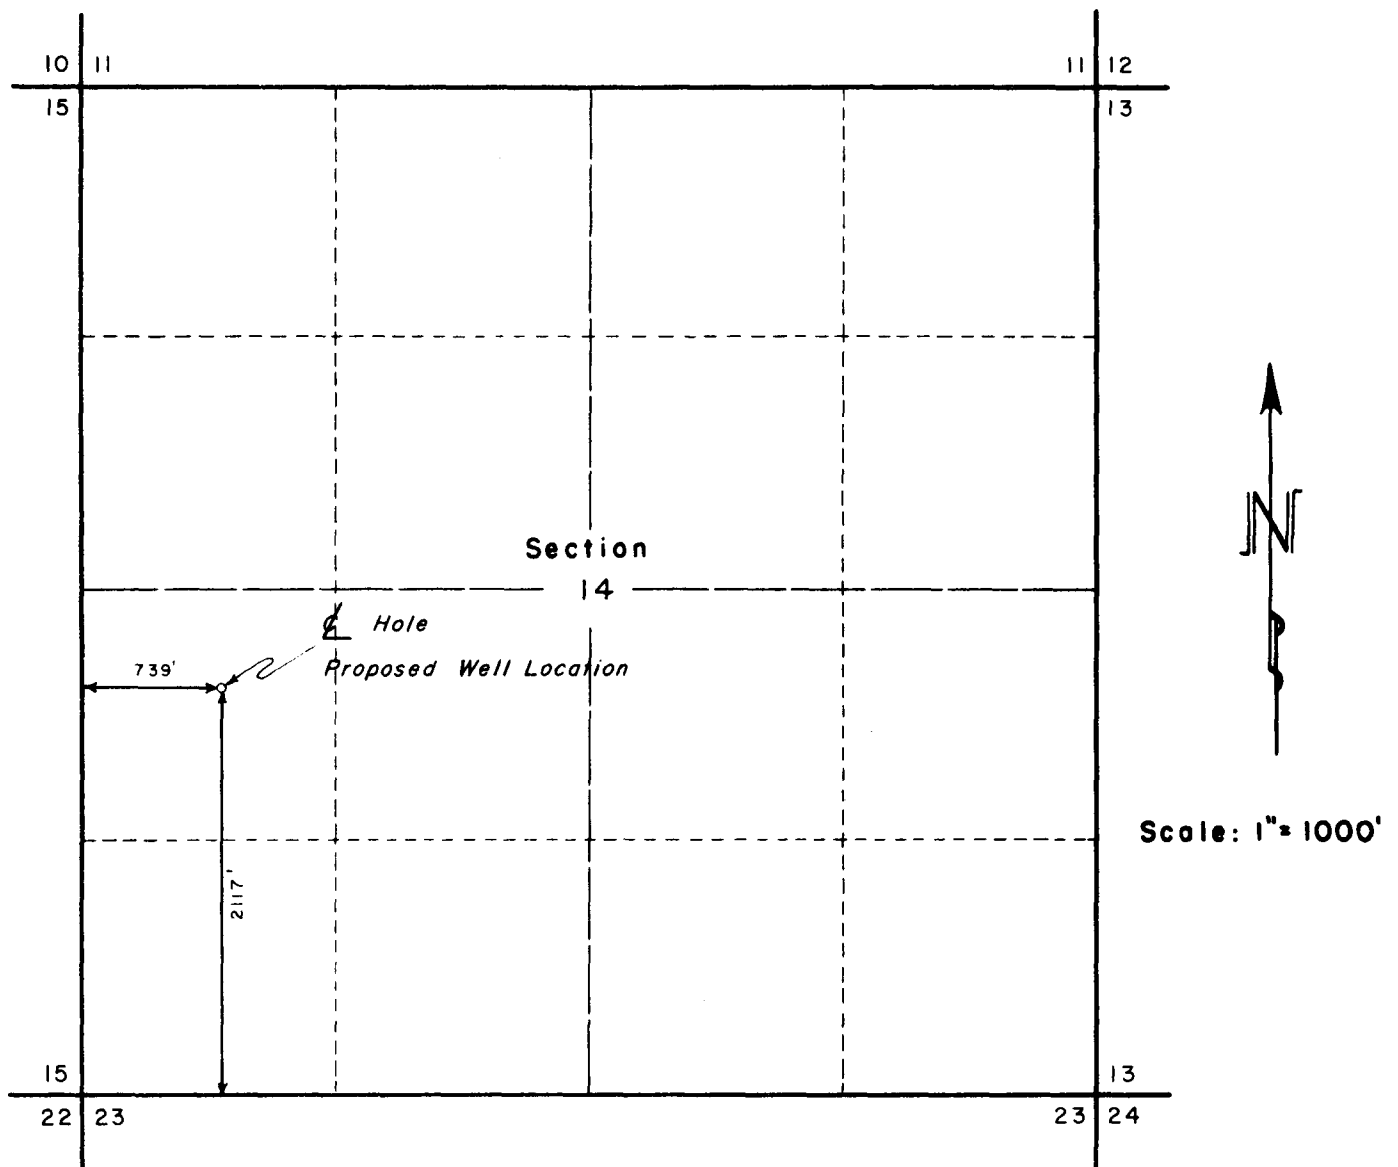 10 11
11 12
15
13
Section
14
℄ Hole
Proposed Well Location
739'
N
Scale: 1"= 1000'
2117'
15
13
22 23
23 24